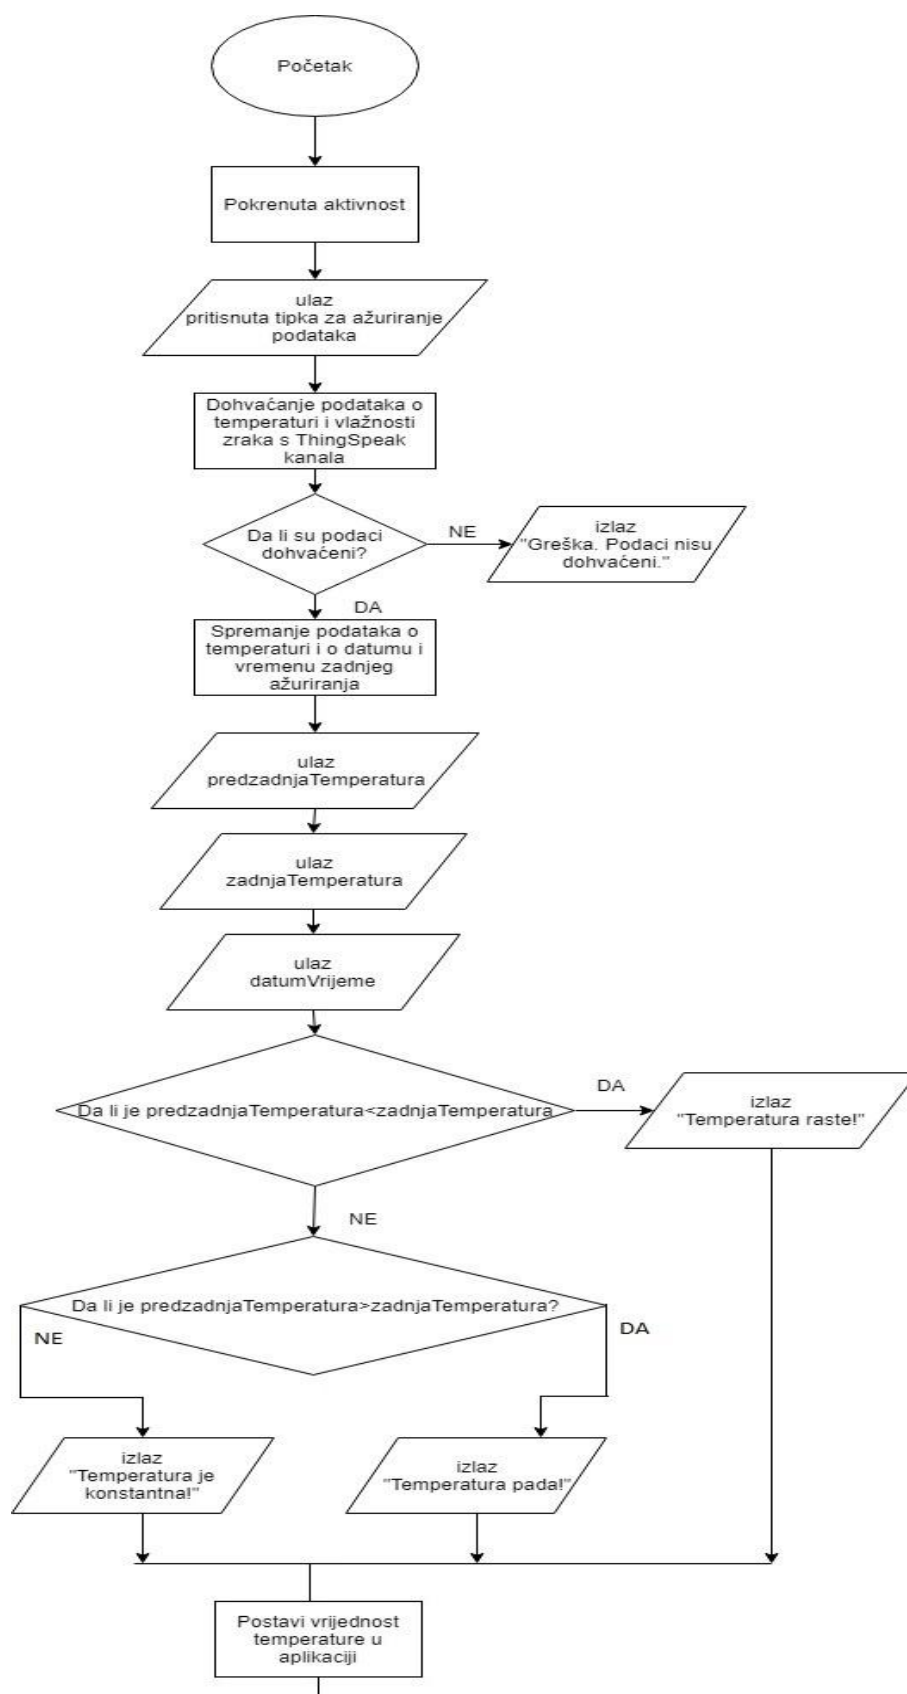 Početak
Pokrenuta aktivnost
ulaz
pritisnuta tipka za ažuriranje
podataka
Dohvaćanje podataka o
temperaturi i vlažnosti
zraka s ThingSpeak
kanala
Da li su podaci
dohvaćeni?
NE
izlaz
"Greška. Podaci nisu
dohvaćeni."
DA
Spremanje podataka o
temperaturi i o datumu i
vremenu zadnjeg
ažuriranja
ulaz
predzadnjaTemperatura
ulaz
zadnjaTemperatura
ulaz
datumVrijeme
Da li je predzadnjaTemperatura<zadnjaTemperatura
DA
izlaz
"Temperatura raste!"
NE
Da li je predzadnjaTemperatura>zadnjaTemperatura?
NE
DA
izlaz
"Temperatura je
konstantna!"
izlaz
"Temperatura pada!"
Postavi vrijednost
temperature u
aplikaciji